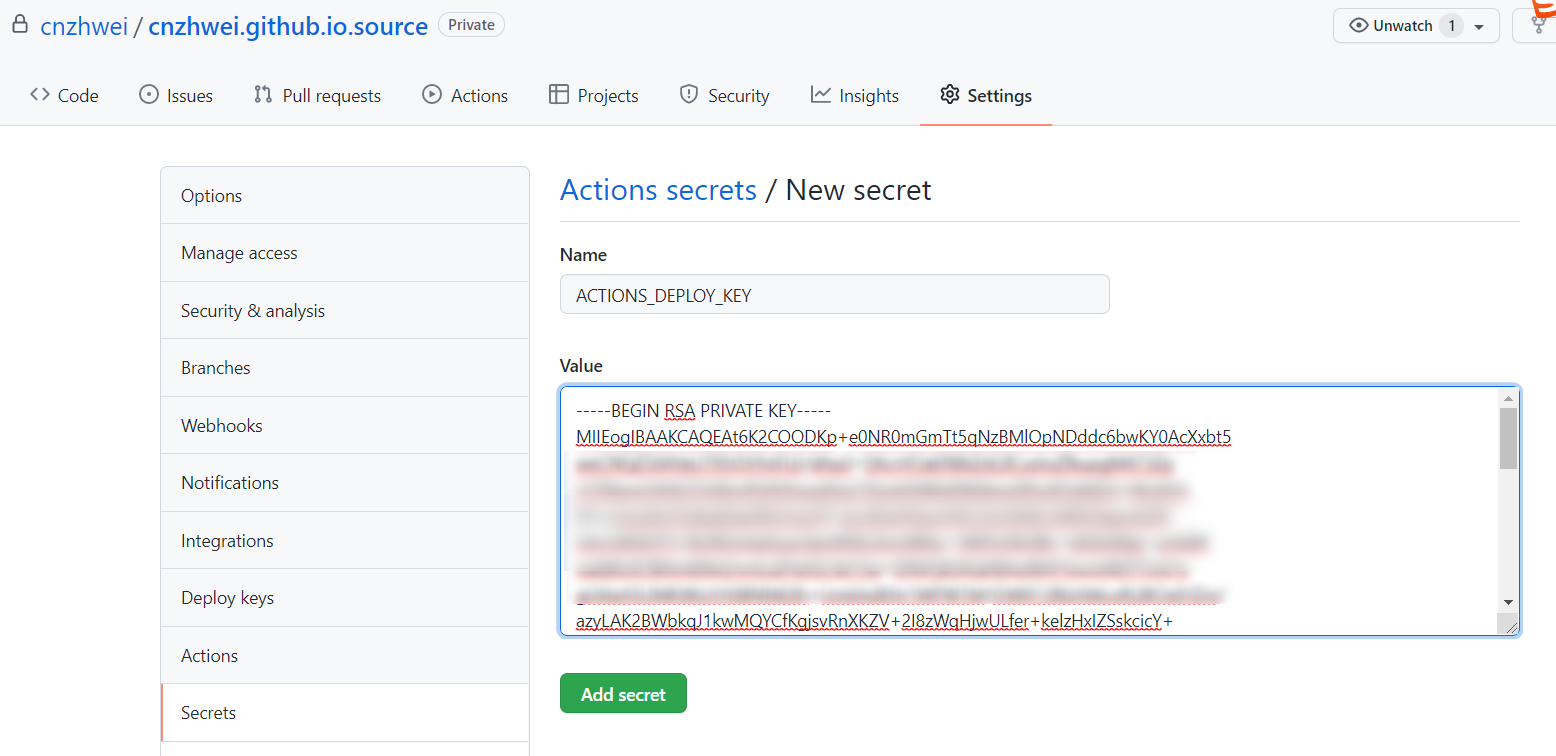 cnzhwei / cnzhwei.github.io.source Private
Unwatch 1
Code Issues Pull requests Actions Projects Security Insights Settings
Options
Manage access
Security & analysis
Branches
Webhooks
Notifications
Integrations
Deploy keys
Actions
Secrets
Actions secrets / New secret
Name
ACTIONS_DEPLOY_KEY
Value
-----BEGIN RSA PRIVATE KEY-----
MIIEogIBAAKCAQEAt6K2COODKp+e0NR0mGmTt5qNzBMlOpNDddc6bwKY0AcXxbt5
azyLAK2BWbkqJ1kwMQYCfKgjsvRnXKZV+2I8zWqHjwULfer+kelzHxIZSskcicY+
Add secret